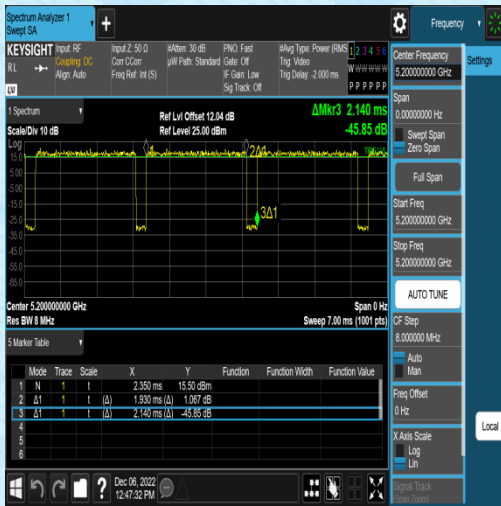 Spectrum Analyzer 1
Swept SA
Frequency
Settings
KEYSIGHT
RL
Input: RF
Coupling: DC
Align: Auto
Input Z: 50 Ω
Corr CCorr
Freq Ref: Int (S)
#Atten: 30 dB
µW Path: Standard
PNO: Fast
Gate: Off
IF Gain: Low
Sig Track: Off
#Avg Type: Power (RMS
Trig: Video
Trig Delay: -2.000 ms
1 2 3 4 5 6
W W W W W W
P P P P P P
1 Spectrum
Scale/Div 10 dB
Ref Lvl Offset 12.04 dB
Ref Level 25.00 dBm
ΔMkr3 2.140 ms
-45.85 dB
Log
15.0
5.00
-5.00
-15.0
-25.0
-35.0
-45.0
-55.0
-65.0
2Δ1
3Δ1
Center 5.200000000 GHz
Res BW 8 MHz
Span 0 Hz
Sweep 7.00 ms (1001 pts)
5 Marker Table
Mode Trace Scale X Y Function Function Width Function Value
1 N 1 t 2.350 ms 15.50 dBm
2 Δ1 1 t (Δ) 1.930 ms (Δ) 1.067 dB
3 Δ1 1 t (Δ) 2.140 ms (Δ) -45.85 dB
4
5
6
Dec 06, 2022
12:47:32 PM
Center Frequency
5.200000000 GHz
Span
0.00000000 Hz
Swept Span
Zero Span
Full Span
Start Freq
5.200000000 GHz
Stop Freq
5.200000000 GHz
AUTO TUNE
CF Step
8.000000 MHz
Auto
Man
Freq Offset
0 Hz
X Axis Scale
Log
Lin
Signal Track
(Span Zoom)
Local